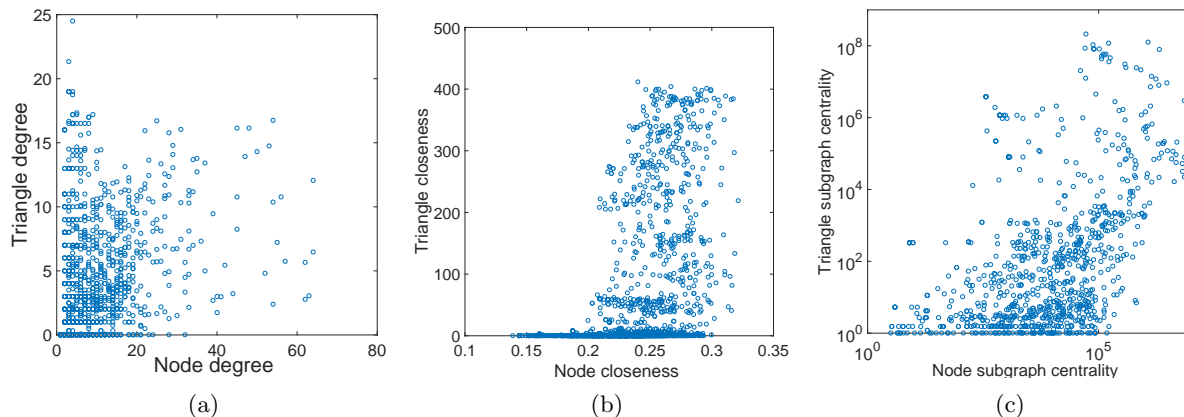 25
20
15
10
5
0
Triangle degree
0 20 40 60 80
Node degree
(a)
500
400
300
200
100
0
Triangle closeness
0.1 0.15 0.2 0.25 0.3 0.35
Node closeness
(b)
10^8
10^6
10^4
10^2
10^0
Triangle subgraph centrality
10^0 10^5
Node subgraph centrality
(c)